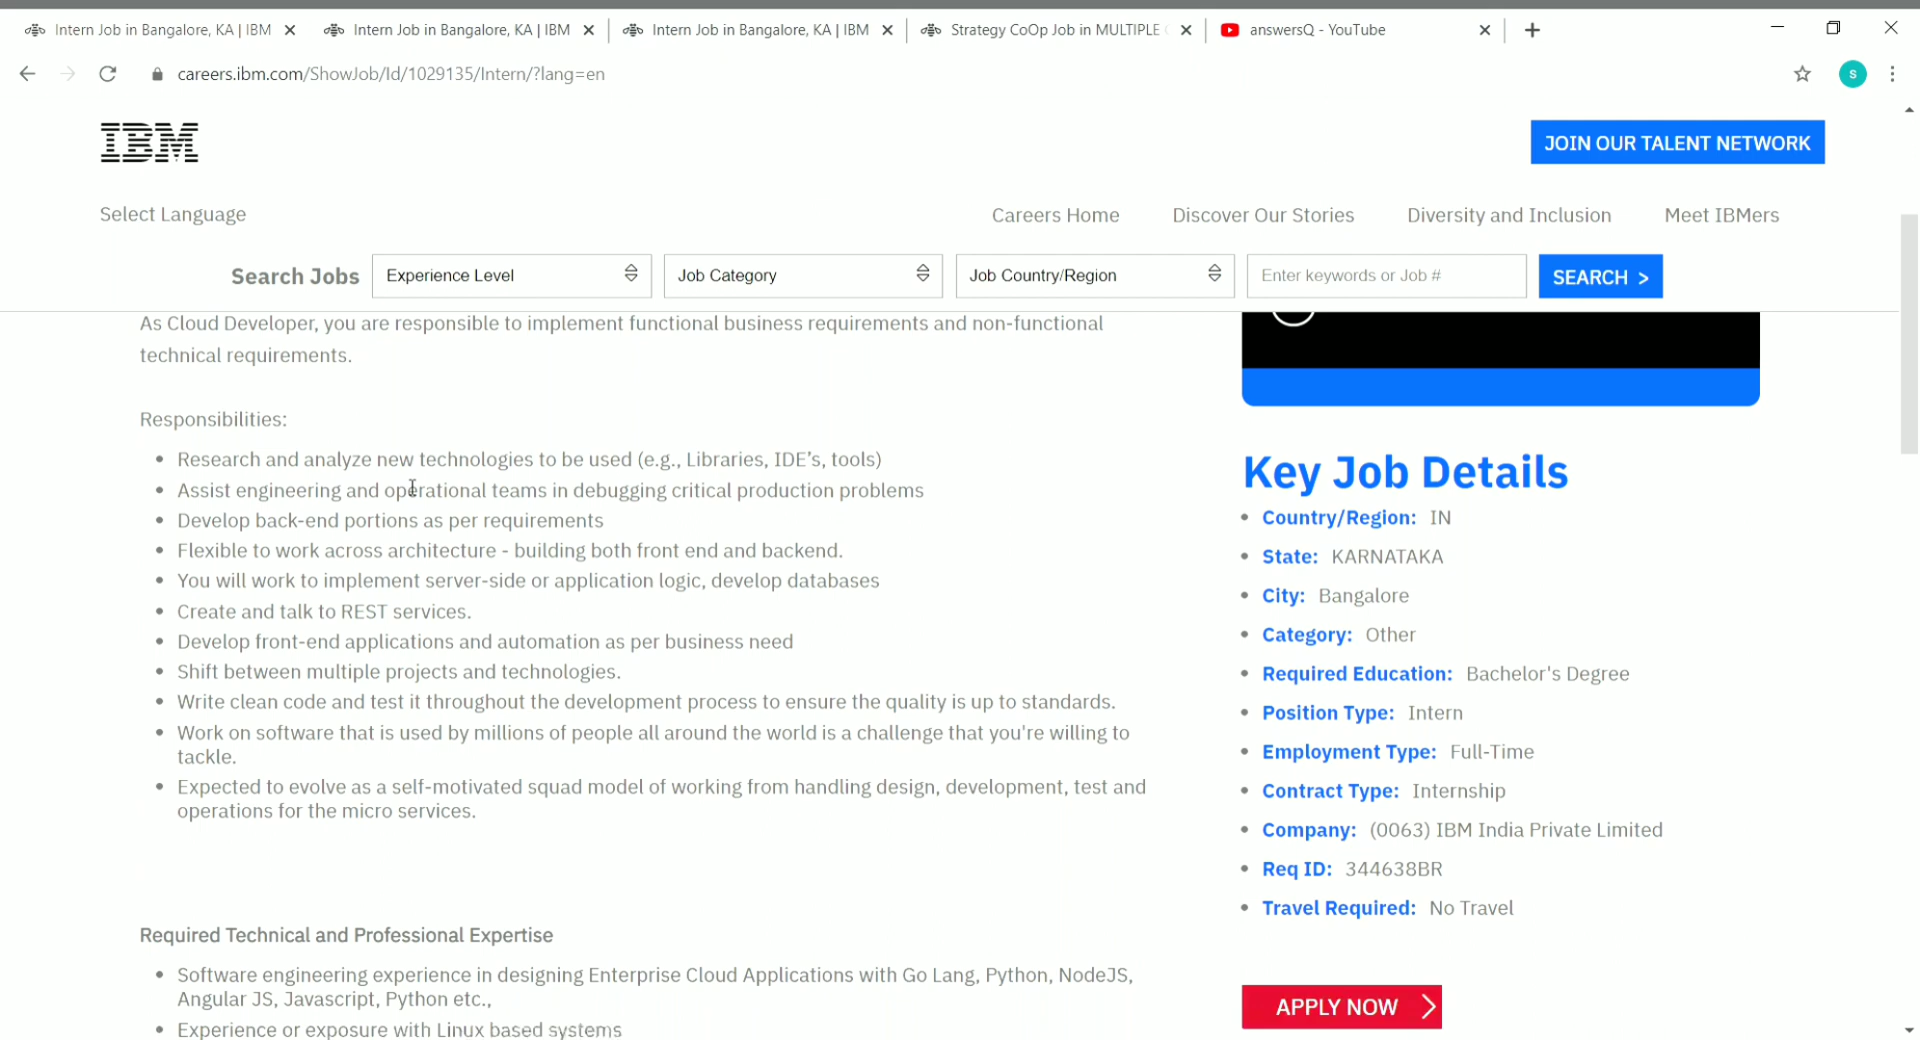 Intern Job in Bangalore, KA | IBM
Intern Job in Bangalore, KA | IBM
Intern Job in Bangalore, KA | IBM
Strategy CoOp Job in MULTIPLE
answersQ - YouTube
careers.ibm.com/ShowJob/Id/1029135/Intern/?lang=en
S
IBM
JOIN OUR TALENT NETWORK
Select Language
Careers Home
Discover Our Stories
Diversity and Inclusion
Meet IBMers
Search Jobs
Experience Level
Job Category
Job Country/Region
Enter keywords or Job #
SEARCH >
As Cloud Developer, you are responsible to implement functional business requirements and non-functional
technical requirements.
Responsibilities:
• Research and analyze new technologies to be used (e.g., Libraries, IDE’s, tools)
• Assist engineering and operational teams in debugging critical production problems
• Develop back-end portions as per requirements
• Flexible to work across architecture - building both front end and backend.
• You will work to implement server-side or application logic, develop databases
• Create and talk to REST services.
• Develop front-end applications and automation as per business need
• Shift between multiple projects and technologies.
• Write clean code and test it throughout the development process to ensure the quality is up to standards.
• Work on software that is used by millions of people all around the world is a challenge that you're willing to
tackle.
• Expected to evolve as a self-motivated squad model of working from handling design, development, test and
operations for the micro services.
Required Technical and Professional Expertise
• Software engineering experience in designing Enterprise Cloud Applications with Go Lang, Python, NodeJS,
Angular JS, Javascript, Python etc.,
• Experience or exposure with Linux based systems
Key Job Details
• Country/Region: IN
• State: KARNATAKA
• City: Bangalore
• Category: Other
• Required Education: Bachelor's Degree
• Position Type: Intern
• Employment Type: Full-Time
• Contract Type: Internship
• Company: (0063) IBM India Private Limited
• Req ID: 344638BR
• Travel Required: No Travel
APPLY NOW